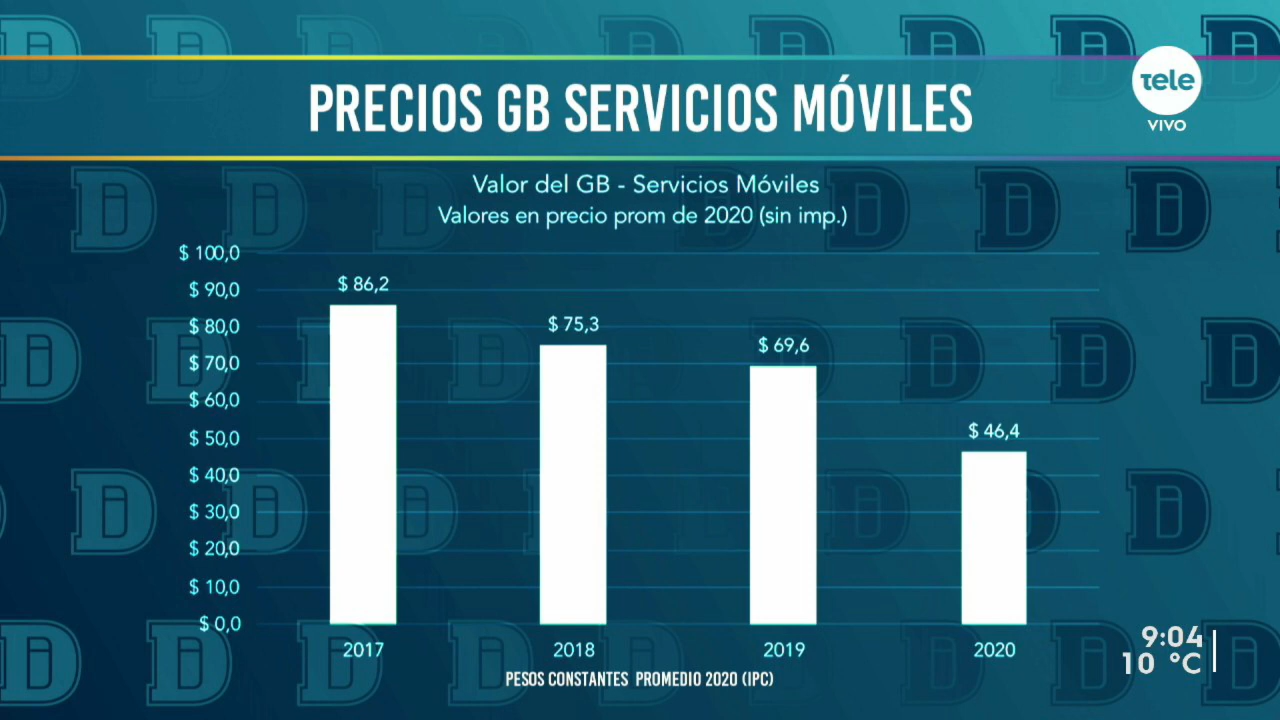 PRECIOS GB SERVICIOS MÓVILES
tele
VIVO
Valor del GB - Servicios Móviles
Valores en precio prom de 2020 (sin imp.)
$ 100,0
$ 90,0
$ 80,0
$ 70,0
$ 60,0
$ 50,0
$ 40,0
$ 30,0
$ 20,0
$ 10,0
$ 0,0
$ 86,2
$ 75,3
$ 69,6
$ 46,4
2017
2018
2019
2020
PESOS CONSTANTES PROMEDIO 2020 (IPC)
9:04
10 °C